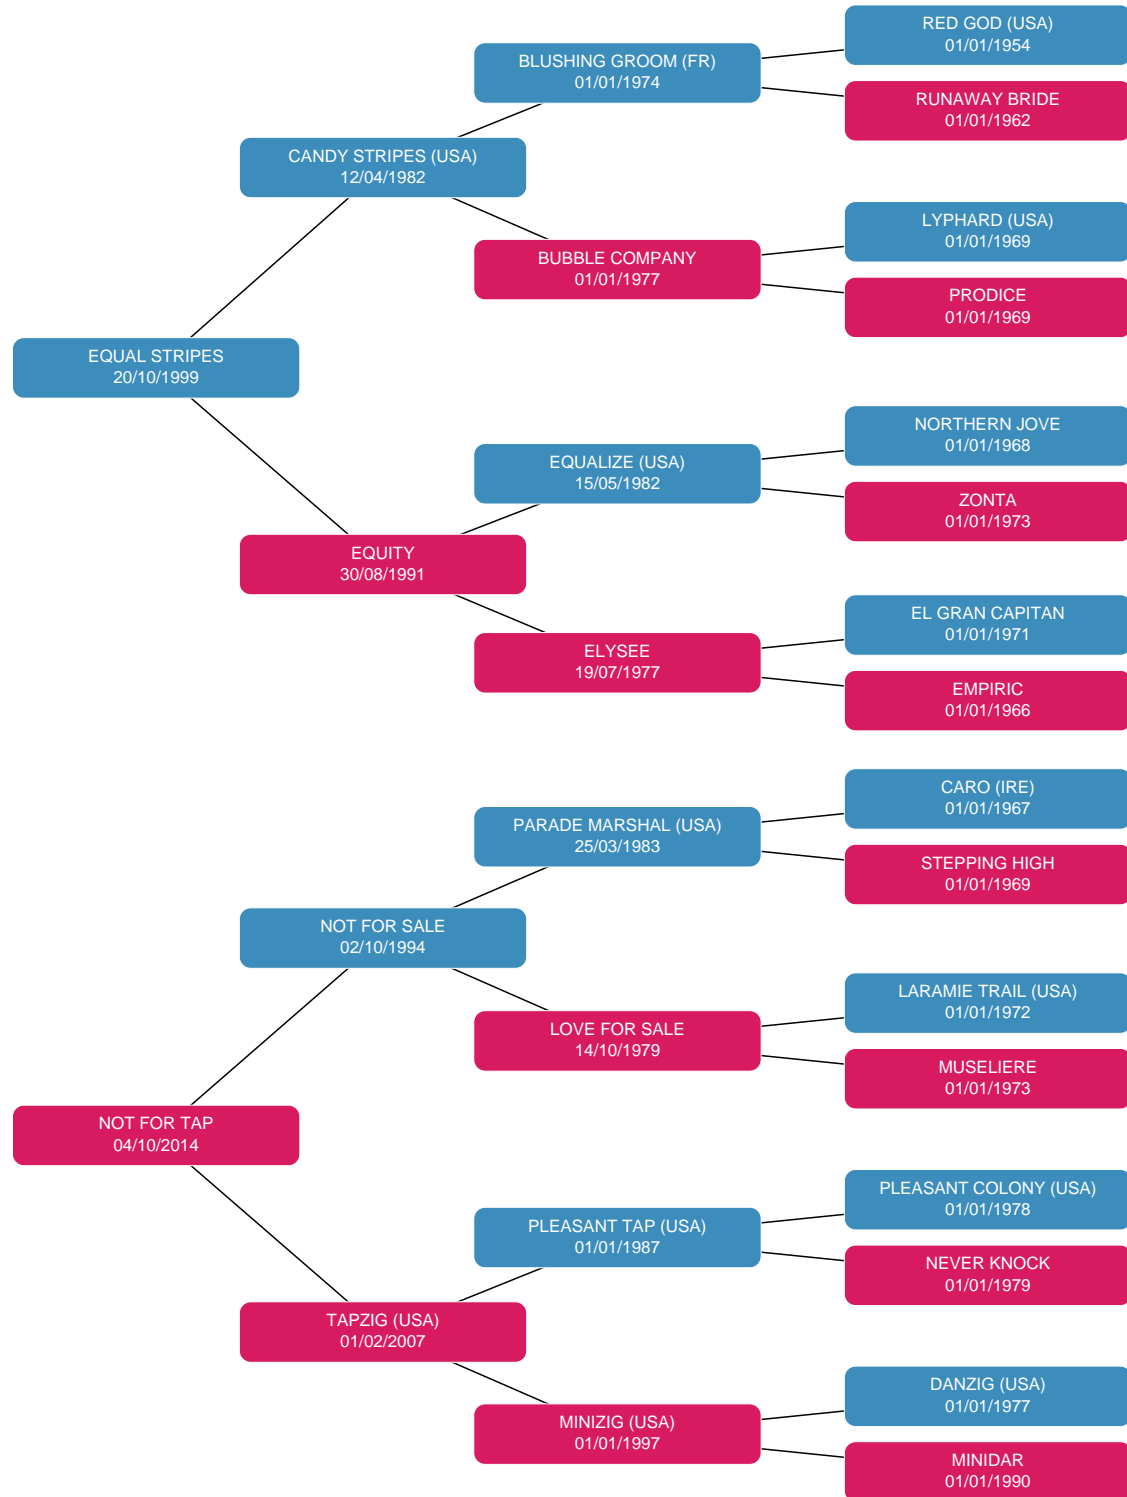 RED GOD (USA)
01/01/1954
BLUSHING GROOM (FR)
01/01/1974
RUNAWAY BRIDE
01/01/1962
CANDY STRIPES (USA)
12/04/1982
LYPHARD (USA)
01/01/1969
BUBBLE COMPANY
01/01/1977
PRODICE
01/01/1969
EQUAL STRIPES
20/10/1999
NORTHERN JOVE
01/01/1968
EQUALIZE (USA)
15/05/1982
ZONTA
01/01/1973
EQUITY
30/08/1991
EL GRAN CAPITAN
01/01/1971
ELYSEE
19/07/1977
EMPIRIC
01/01/1966
CARO (IRE)
01/01/1967
PARADE MARSHAL (USA)
25/03/1983
STEPPING HIGH
01/01/1969
NOT FOR SALE
02/10/1994
LARAMIE TRAIL (USA)
01/01/1972
LOVE FOR SALE
14/10/1979
MUSELIERE
01/01/1973
NOT FOR TAP
04/10/2014
PLEASANT COLONY (USA)
01/01/1978
PLEASANT TAP (USA)
01/01/1987
NEVER KNOCK
01/01/1979
TAPZIG (USA)
01/02/2007
DANZIG (USA)
01/01/1977
MINIZIG (USA)
01/01/1997
MINIDAR
01/01/1990